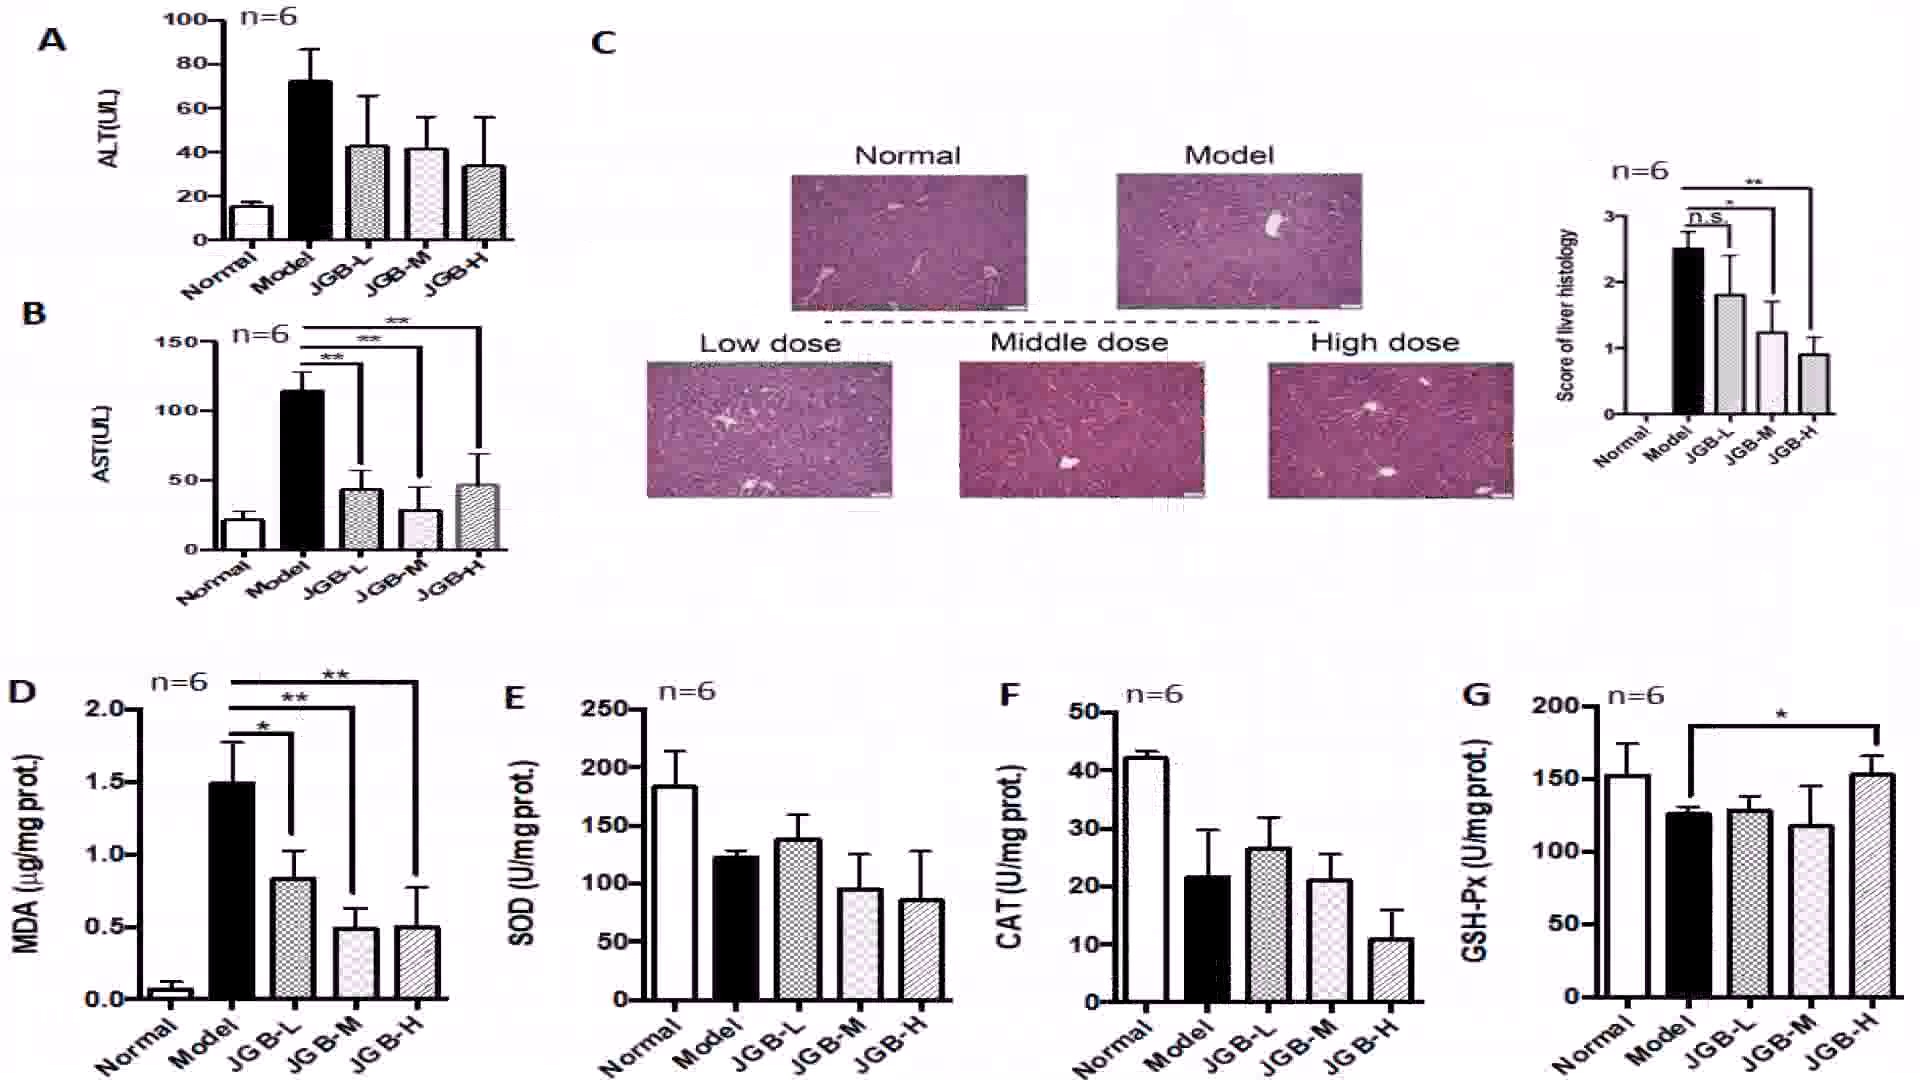 A
n=6
100
80
60
40
20
0
ALT(U/L)
Normal
Model
JGB-L
JGB-M
JGB-H
B
n=6
150
100
50
0
AST(U/L)
**
**
**
Normal
Model
JGB-L
JGB-M
JGB-H
C
Normal
Model
Low dose
Middle dose
High dose
n=6
**
*
n.s.
3
2
1
0
Score of liver histology
Normal
Model
JGB-L
JGB-M
JGB-H
D
n=6
**
**
*
2.0
1.5
1.0
0.5
0.0
MDA (μg/mg prot.)
Normal
Model
JGB-L
JGB-M
JGB-H
E
n=6
250
200
150
100
50
0
SOD (U/mg prot.)
Normal
Model
JGB-L
JGB-M
JGB-H
F
n=6
50
40
30
20
10
0
CAT (U/mg prot.)
Normal
Model
JGB-L
JGB-M
JGB-H
G
n=6
*
200
150
100
50
0
GSH-Px (U/mg prot.)
Normal
Model
JGB-L
JGB-M
JGB-H